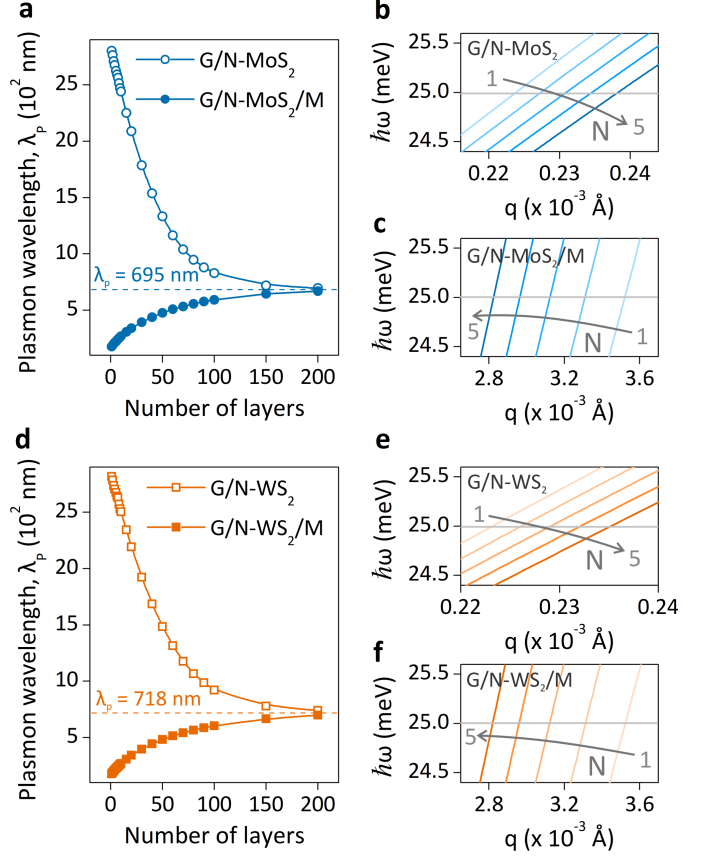 a
Plasmon wavelength, λp (10² nm)
25
20
15
10
5
G/N-MoS₂
G/N-MoS₂/M
λp = 695 nm
0
50
100
150
200
Number of layers
b
ℏω (meV)
25.5
25.0
24.5
G/N-MoS₂
1
N
5
0.22
0.23
0.24
q (x 10⁻³ Å)
c
ℏω (meV)
25.5
25.0
24.5
G/N-MoS₂/M
5
N
1
2.8
3.2
3.6
q (x 10⁻³ Å)
d
Plasmon wavelength, λp (10² nm)
25
20
15
10
5
G/N-WS₂
G/N-WS₂/M
λp = 718 nm
0
50
100
150
200
Number of layers
e
ℏω (meV)
25.5
25.0
24.5
G/N-WS₂
1
N
5
0.22
0.23
0.24
q (x 10⁻³ Å)
f
ℏω (meV)
25.5
25.0
24.5
G/N-WS₂/M
5
N
1
2.8
3.2
3.6
q (x 10⁻³ Å)